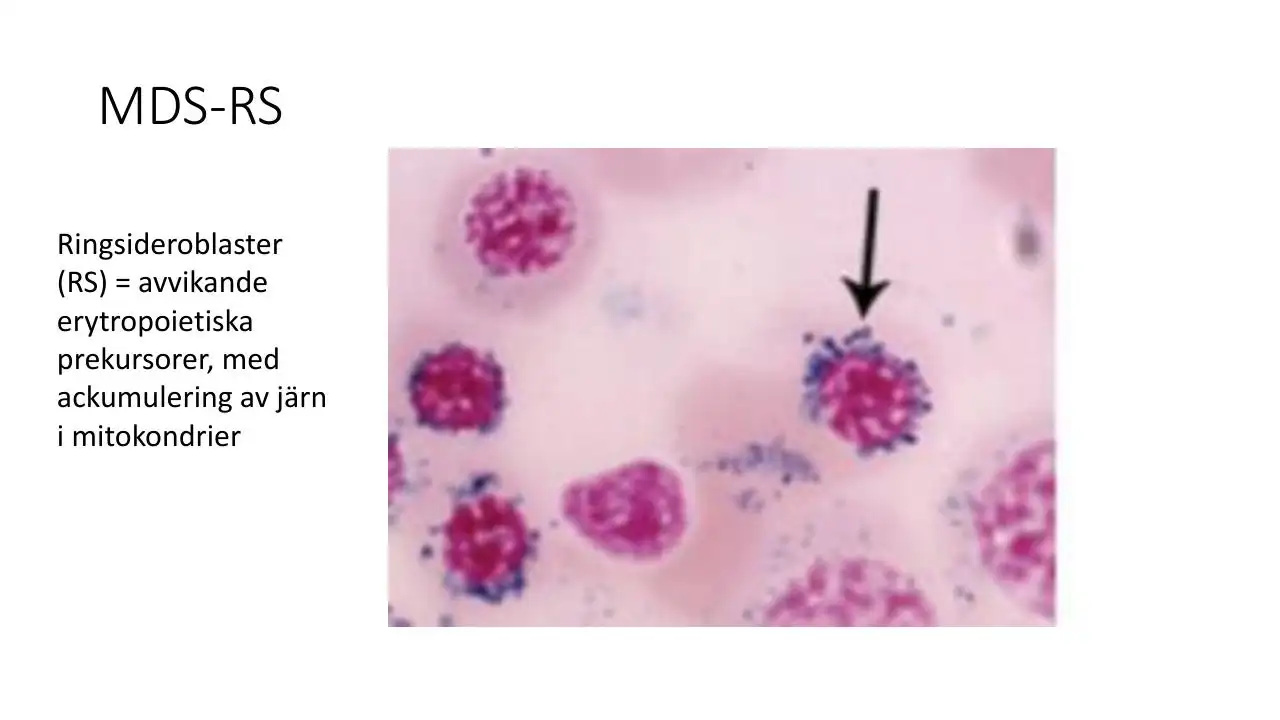 MDS-RS
Ringsideroblaster
(RS) = avvikande
erytropoietiska
prekursorer, med
ackumulering av järn
i mitokondrier